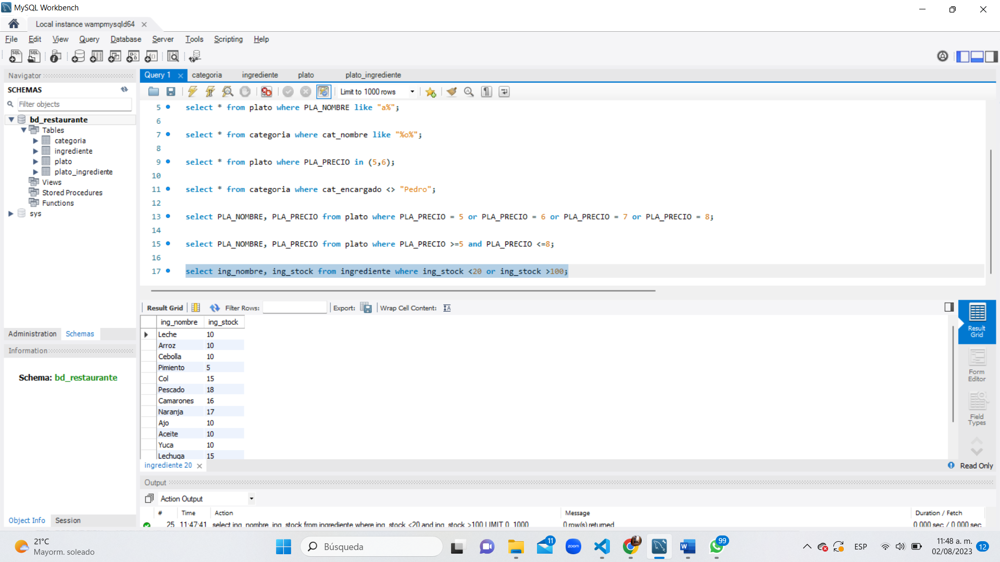 MySQL Workbench
Local instance wampmysqld64
File Edit View Query Database Server Tools Scripting Help
Navigator
SCHEMAS
Filter objects
bd_restaurante
Tables
categoria
ingrediente
plato
plato_ingrediente
Views
Stored Procedures
Functions
sys
Administration Schemas
Information
Schema: bd_restaurante
Object Info Session
Query 1 categoria ingrediente plato plato_ingrediente
Limit to 1000 rows
5 select * from plato where PLA_NOMBRE like "a%";
6
7 select * from categoria where cat_nombre like "%o%";
8
9 select * from plato where PLA_PRECIO in (5,6);
10
11 select * from categoria where cat_encargado <> "Pedro";
12
13 select PLA_NOMBRE, PLA_PRECIO from plato where PLA_PRECIO = 5 or PLA_PRECIO = 6 or PLA_PRECIO = 7 or PLA_PRECIO = 8;
14
15 select PLA_NOMBRE, PLA_PRECIO from plato where PLA_PRECIO >=5 and PLA_PRECIO <=8;
16
17 select ing_nombre, ing_stock from ingrediente where ing_stock <20 or ing_stock >100;
Result Grid Filter Rows: Export: Wrap Cell Content:
ing_nombre ing_stock
Leche 10
Arroz 10
Cebolla 10
Pimiento 5
Col 15
Pescado 18
Camarones 16
Naranja 17
Ajo 10
Aceite 10
Yuca 10
Lechuga 15
Result Grid
Form Editor
Field Types
ingrediente 20
Read Only
Output
Action Output
# Time Action Message Duration / Fetch
25 11:47:41 select ing_nombre, ing_stock from ingrediente where ing_stock <20 and ing_stock >100 LIMIT 0, 1000 0 row(s) returned 0.000 sec / 0.000 sec
21°C
Mayorm. soleado
Búsqueda
11
zoom
99
ESP
11:48 a. m.
02/08/2023
12